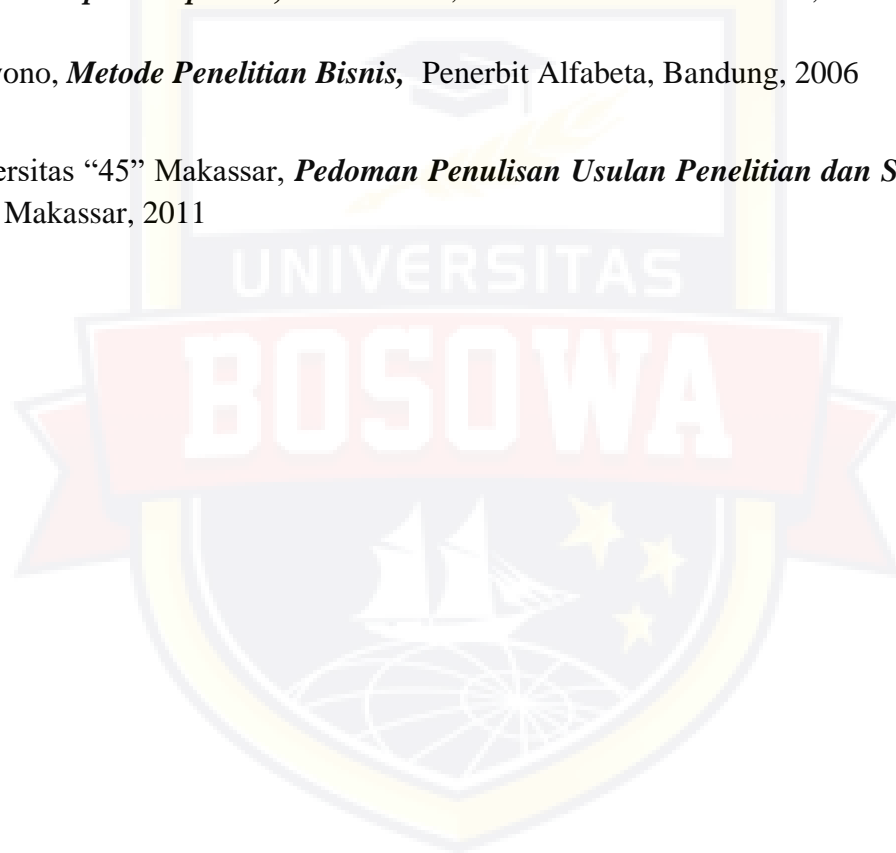 yono, Metode Penelitian Bisnis, Penerbit Alfabeta, Bandung, 2006
ersitas “45” Makassar, Pedoman Penulisan Usulan Penelitian dan S
Makassar, 2011
UNIVERSITAS
BOSOWA